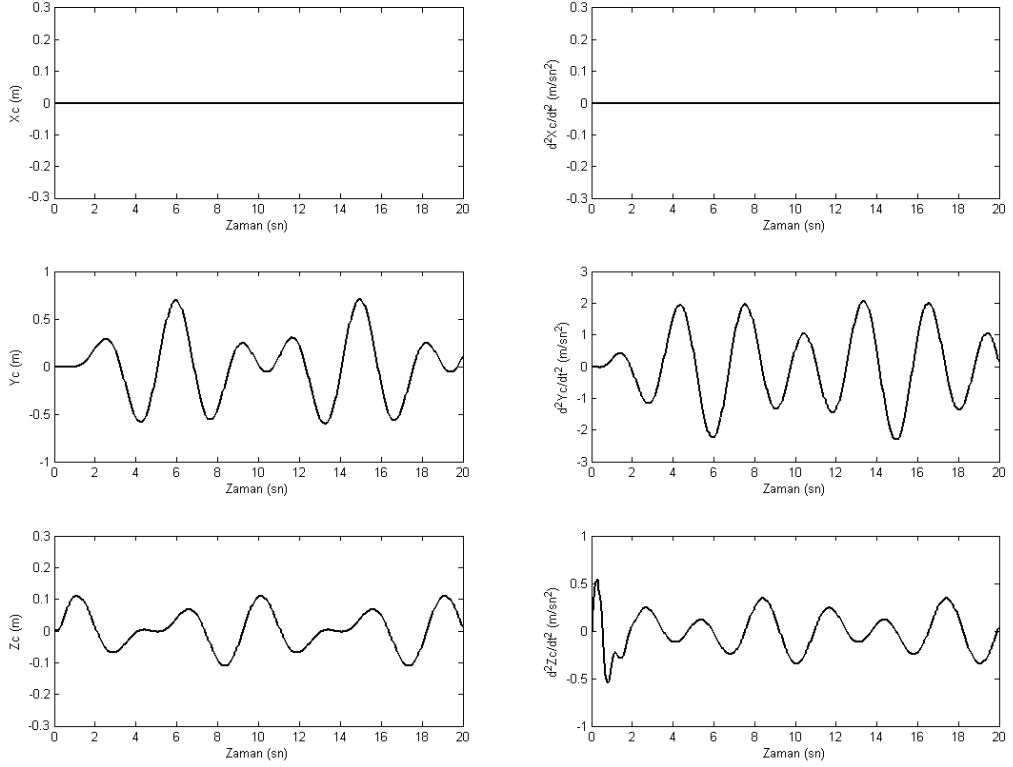 0.3
0.2
0.1
0
-0.1
-0.2
-0.3
Xc (m)
0 2 4 6 8 10 12 14 16 18 20
Zaman (sn)
0.3
0.2
0.1
0
-0.1
-0.2
-0.3
d²Xc/dt² (m/sn²)
0 2 4 6 8 10 12 14 16 18 20
Zaman (sn)
1
0.5
0
-0.5
-1
Yc (m)
0 2 4 6 8 10 12 14 16 18 20
Zaman (sn)
3
2
1
0
-1
-2
-3
d²Yc/dt² (m/sn²)
0 2 4 6 8 10 12 14 16 18 20
Zaman (sn)
0.3
0.2
0.1
0
-0.1
-0.2
-0.3
Zc (m)
0 2 4 6 8 10 12 14 16 18 20
Zaman (sn)
1
0.5
0
-0.5
-1
d²Zc/dt² (m/sn²)
0 2 4 6 8 10 12 14 16 18 20
Zaman (sn)